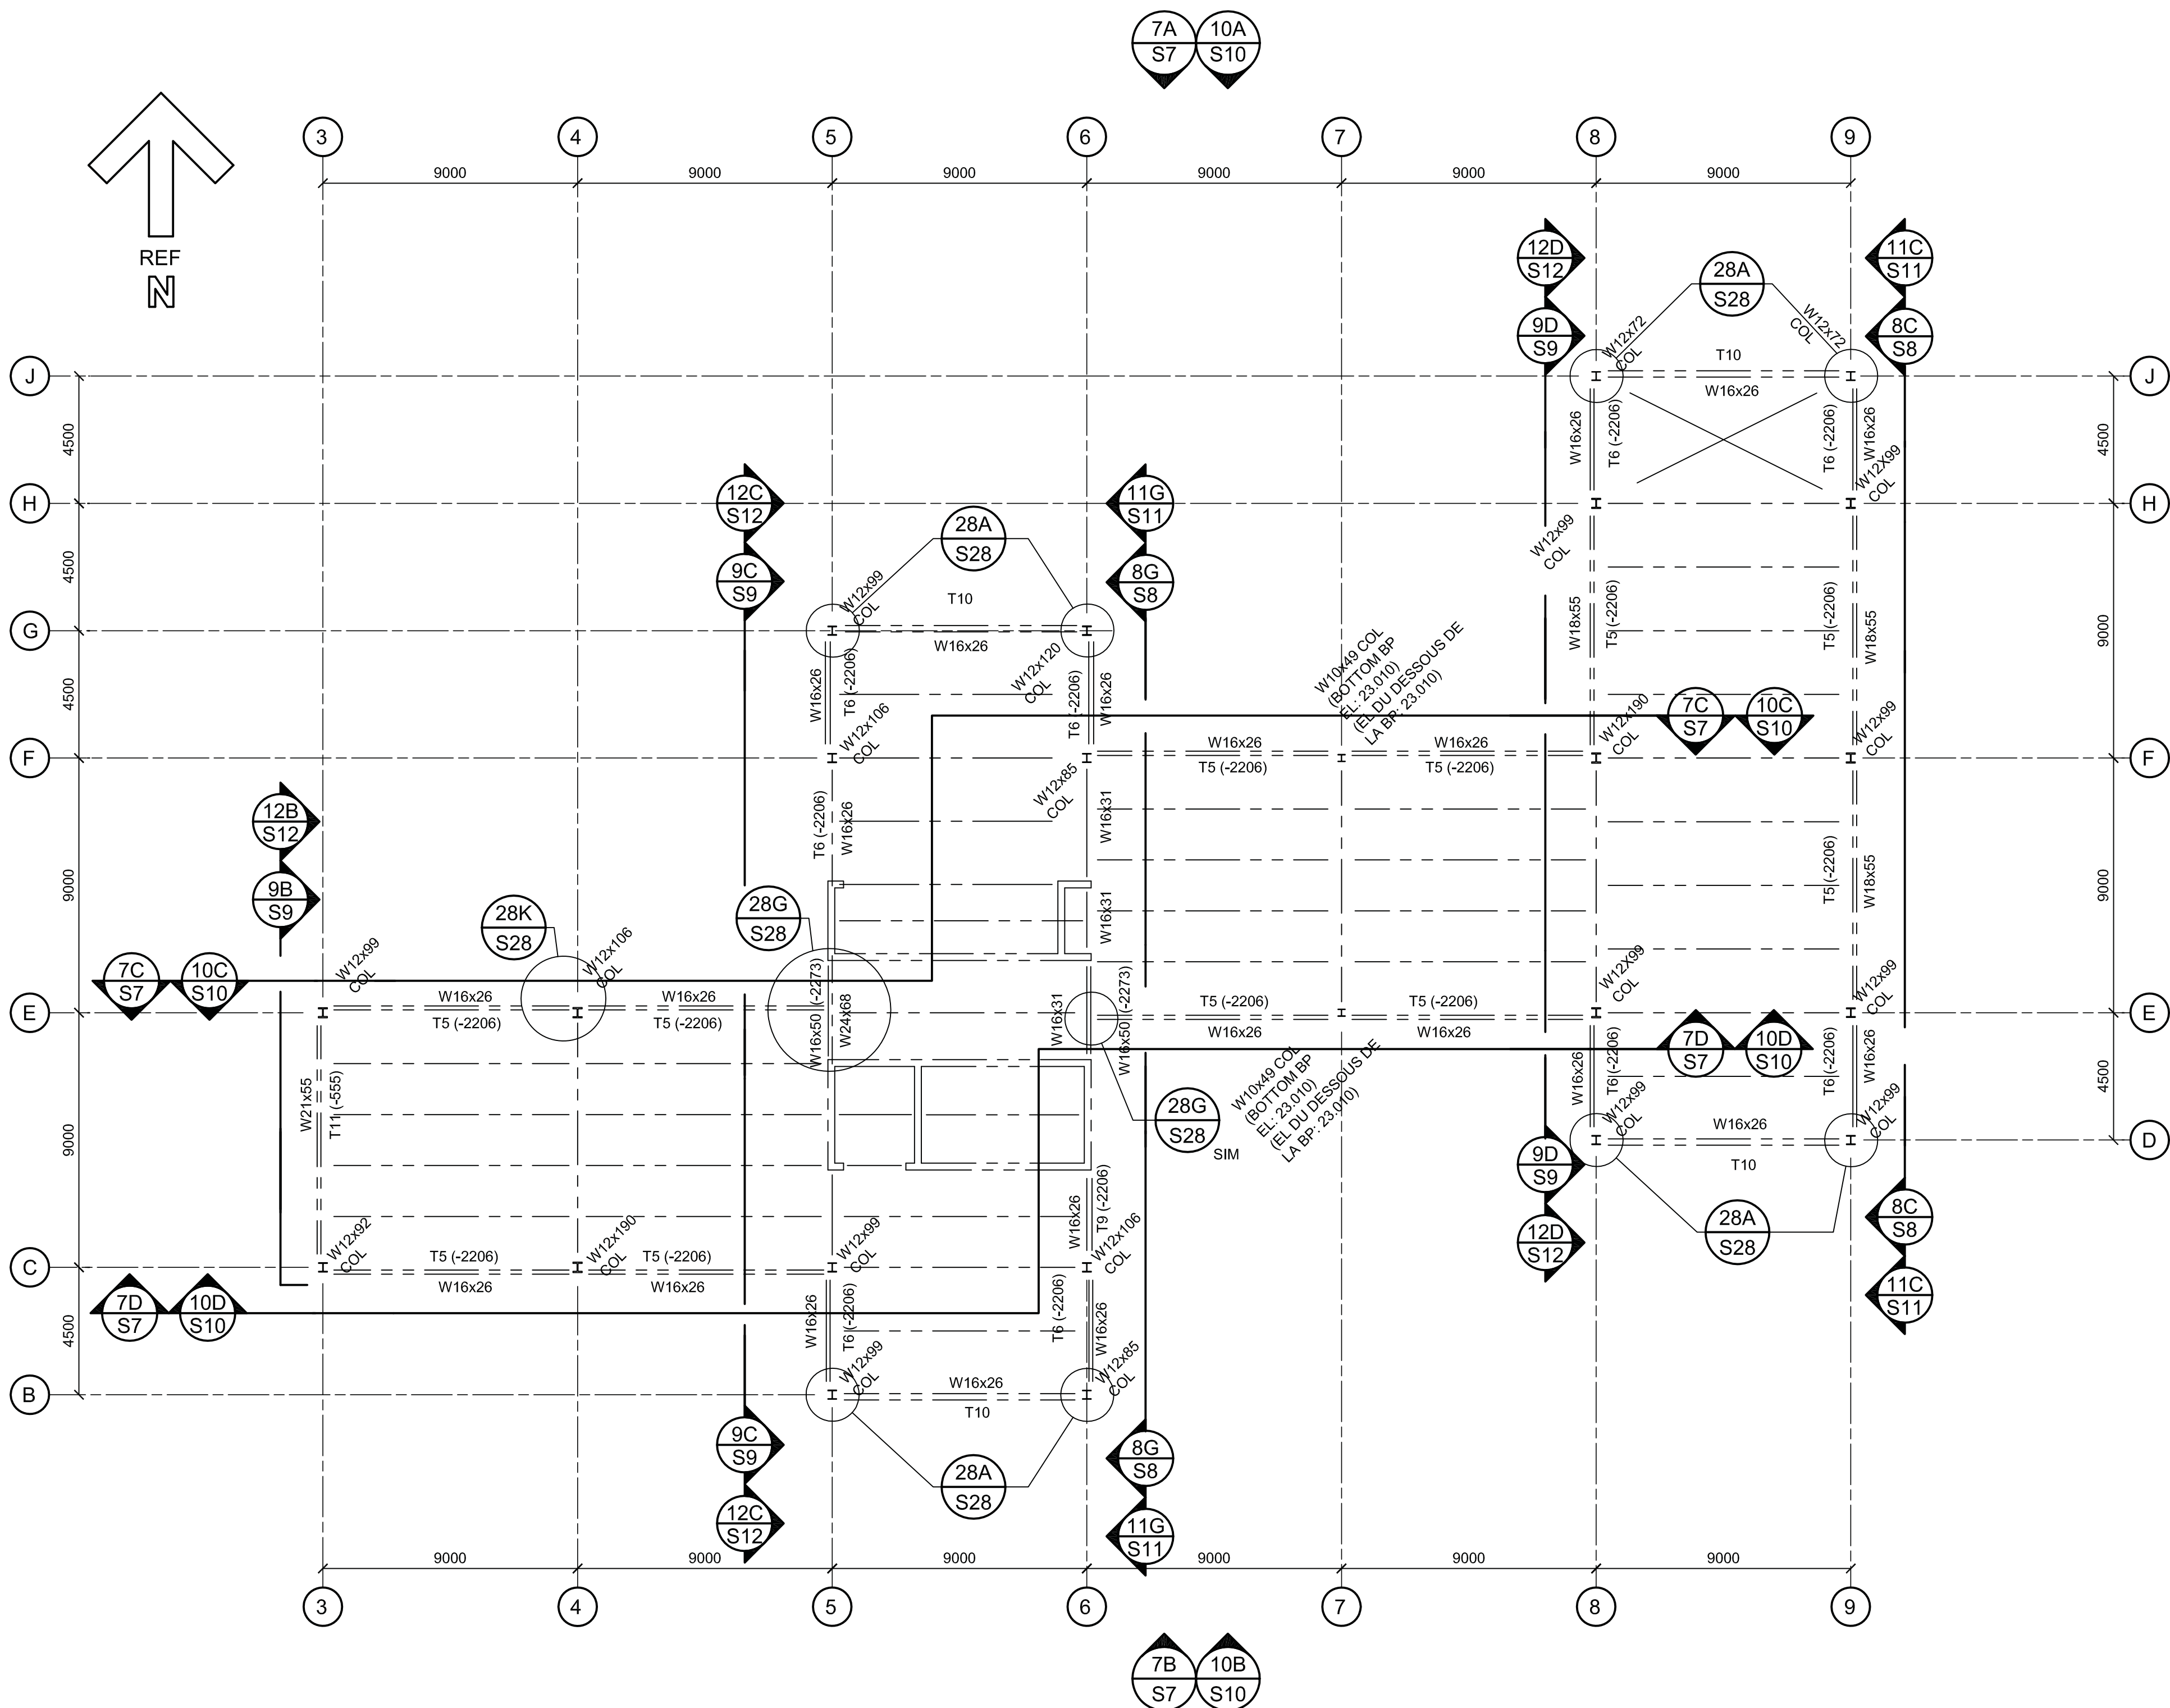 7A
S7
10A
S10
REF
N
3
4
5
6
7
8
9
9000
9000
9000
9000
9000
9000
12D
S12
9D
S9
28A
S28
11C
S11
8C
S8
W12x72
COL
W12x72
COL
J
T10
W16x26
J
4500
W16x26
T6 (-2206)
T6 (-2206)
W16x26
4500
W12X99
COL
H
12C
S12
11G
S11
H
28A
S28
W12x99
COL
4500
9C
S9
8G
S8
W12x99
COL
T10
W18x55
T5 (-2206)
T5 (-2206)
W18x55
9000
G
W16x26
W12x120
COL
4500
W16x26
T6 (-2206)
T6 (-2206)
W16x26
W10x49 COL
(BOTTOM BP
EL: 23.010)
(EL DU DESSOUS DE
LA BP: 23.010)
7C
S7
10C
S10
W12x106
COL
W12x190
COL
W12x99
COL
F
W16x26
T5 (-2206)
W16x26
T5 (-2206)
F
W12x85
COL
12B
S12
T6 (-2206)
W16x26
W16x31
9000
9B
S9
T5 (-2206)
W18x55
9000
28K
S28
28G
S28
W16x31
7C
S7
10C
S10
W12x99
COL
W12x106
COL
W12X99
COL
W12x99
COL
E
W16x26
T5 (-2206)
W16x26
T5 (-2206)
W16x50 (-2273)
W24x68
W16x31
W16x50 (-2273)
T5 (-2206)
W16x26
T5 (-2206)
W16x26
E
7D
S7
10D
S10
W16x26
T6 (-2206)
T6 (-2206)
W16x26
4500
W10x49 COL
(BOTTOM BP
EL: 23.010)
(EL DU DESSOUS DE
LA BP: 23.010)
9000
W21x55
T11 (-555)
28G
S28
SIM
W12x99
COL
W12x99
COL
W16x26
T10
D
9D
S9
12D
S12
28A
S28
8C
S8
11C
S11
W16x26
T9 (-2206)
W12x92
COL
W12x190
COL
W12x99
COL
W12x106
COL
C
T5 (-2206)
W16x26
T5 (-2206)
W16x26
7D
S7
10D
S10
4500
W16x26
T6 (-2206)
T6 (-2206)
W16x26
W12x99
COL
W12x85
COL
B
W16x26
T10
9C
S9
12C
S12
28A
S28
8G
S8
11G
S11
9000
9000
9000
9000
9000
9000
3
4
5
6
7
8
9
7B
S7
10B
S10